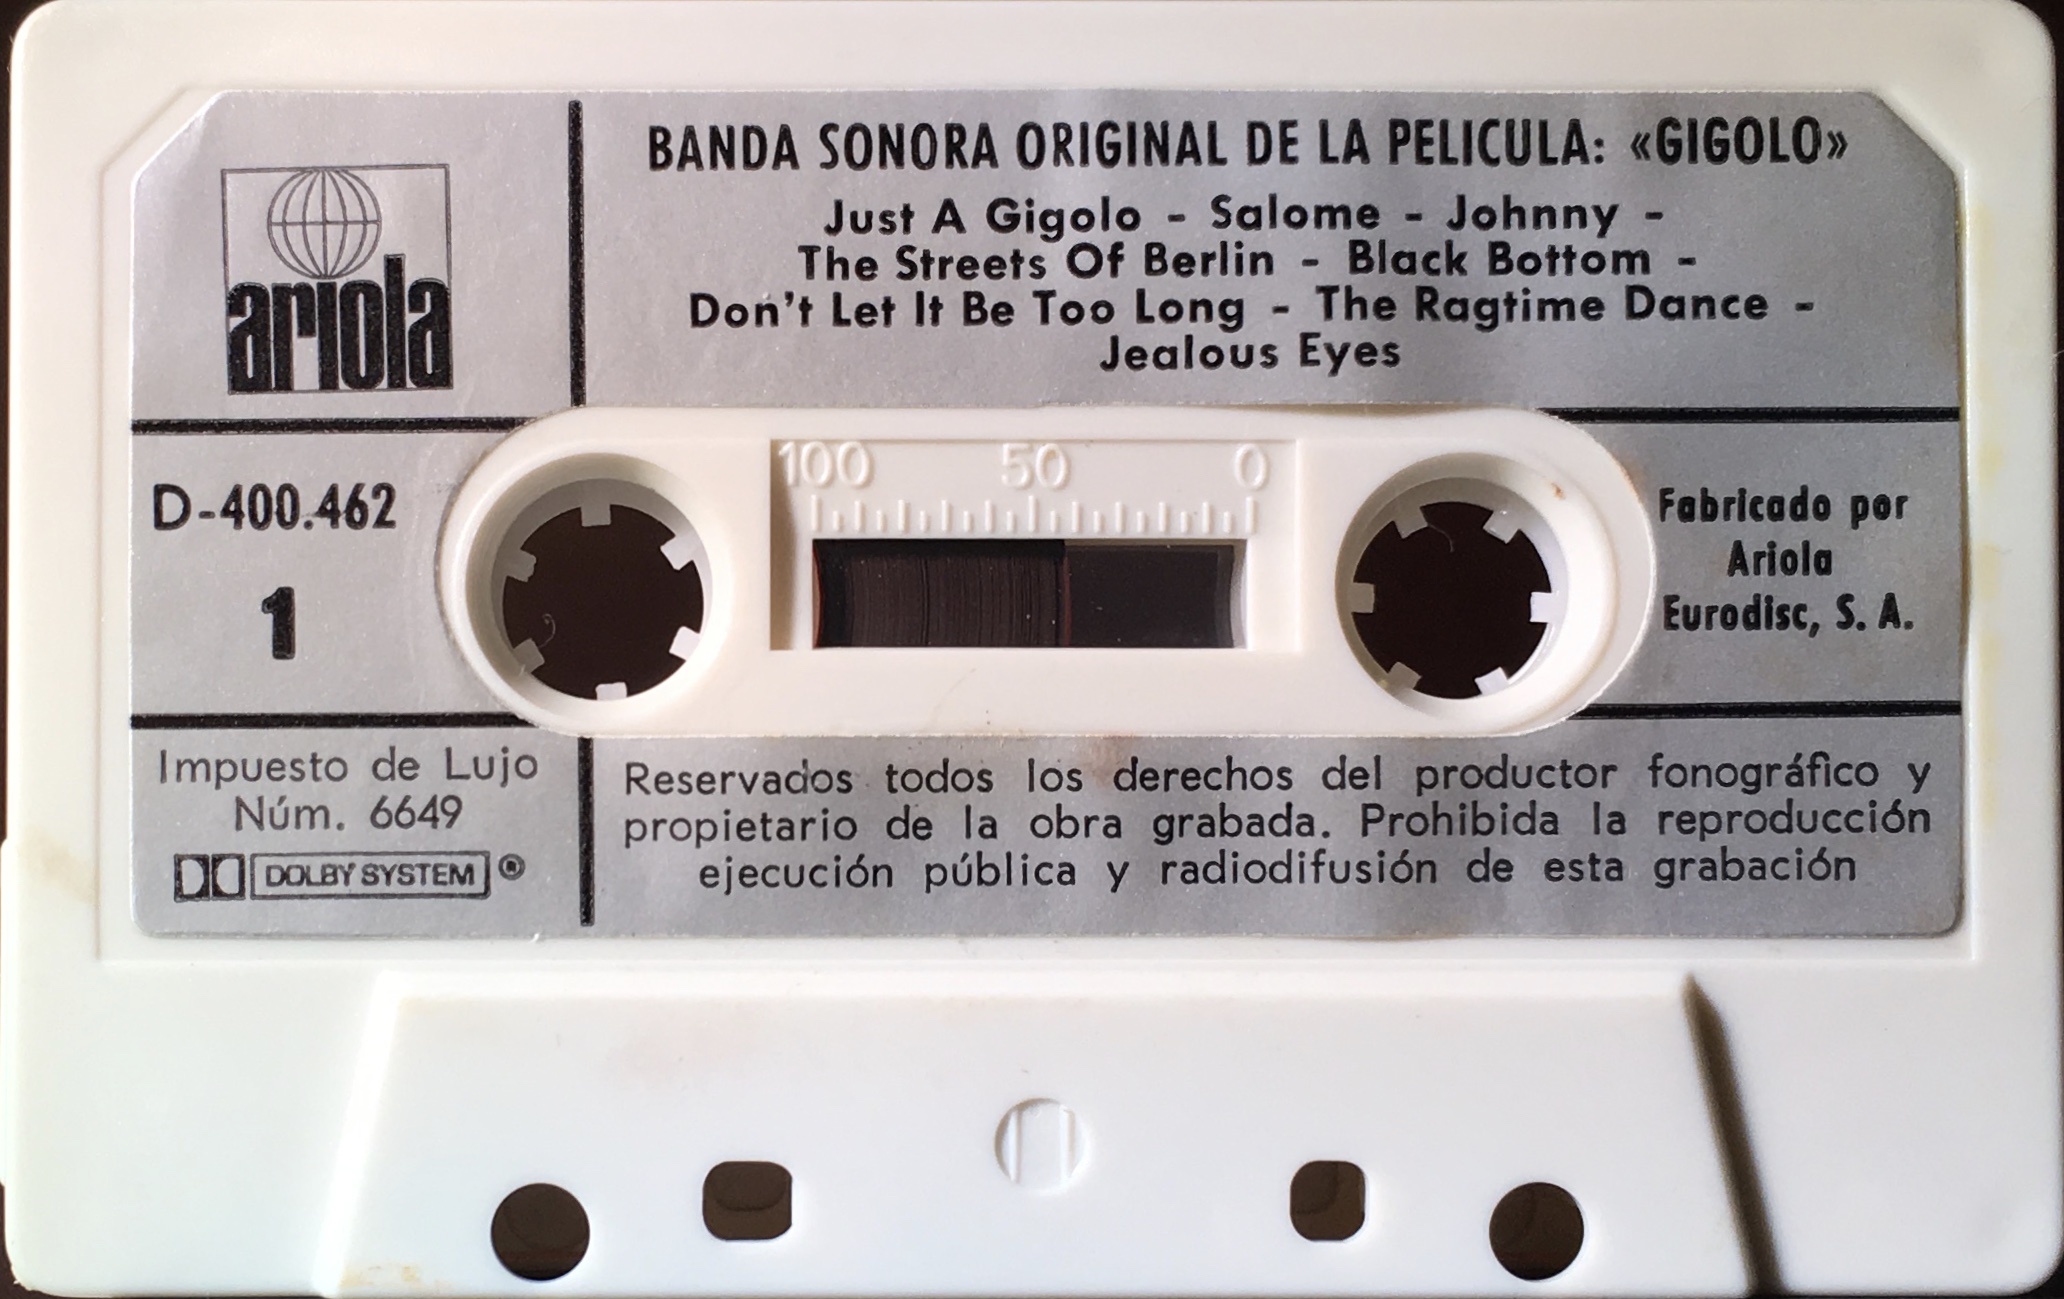 BANDA SONORA ORIGINAL DE LA PELICULA: «GIGOLO»
Just A Gigolo - Salome - Johnny -
The Streets Of Berlin - Black Bottom -
Don't Let It Be Too Long - The Ragtime Dance -
Jealous Eyes
ariola
100 50 0
D-400.462
1
Fabricado por
Ariola
Eurodisc, S. A.
Impuesto de Lujo
Núm. 6649
DOLBY SYSTEM ®
Reservados todos los derechos del productor fonográfico y
propietario de la obra grabada. Prohibida la reproducción
ejecución pública y radiodifusión de esta grabación